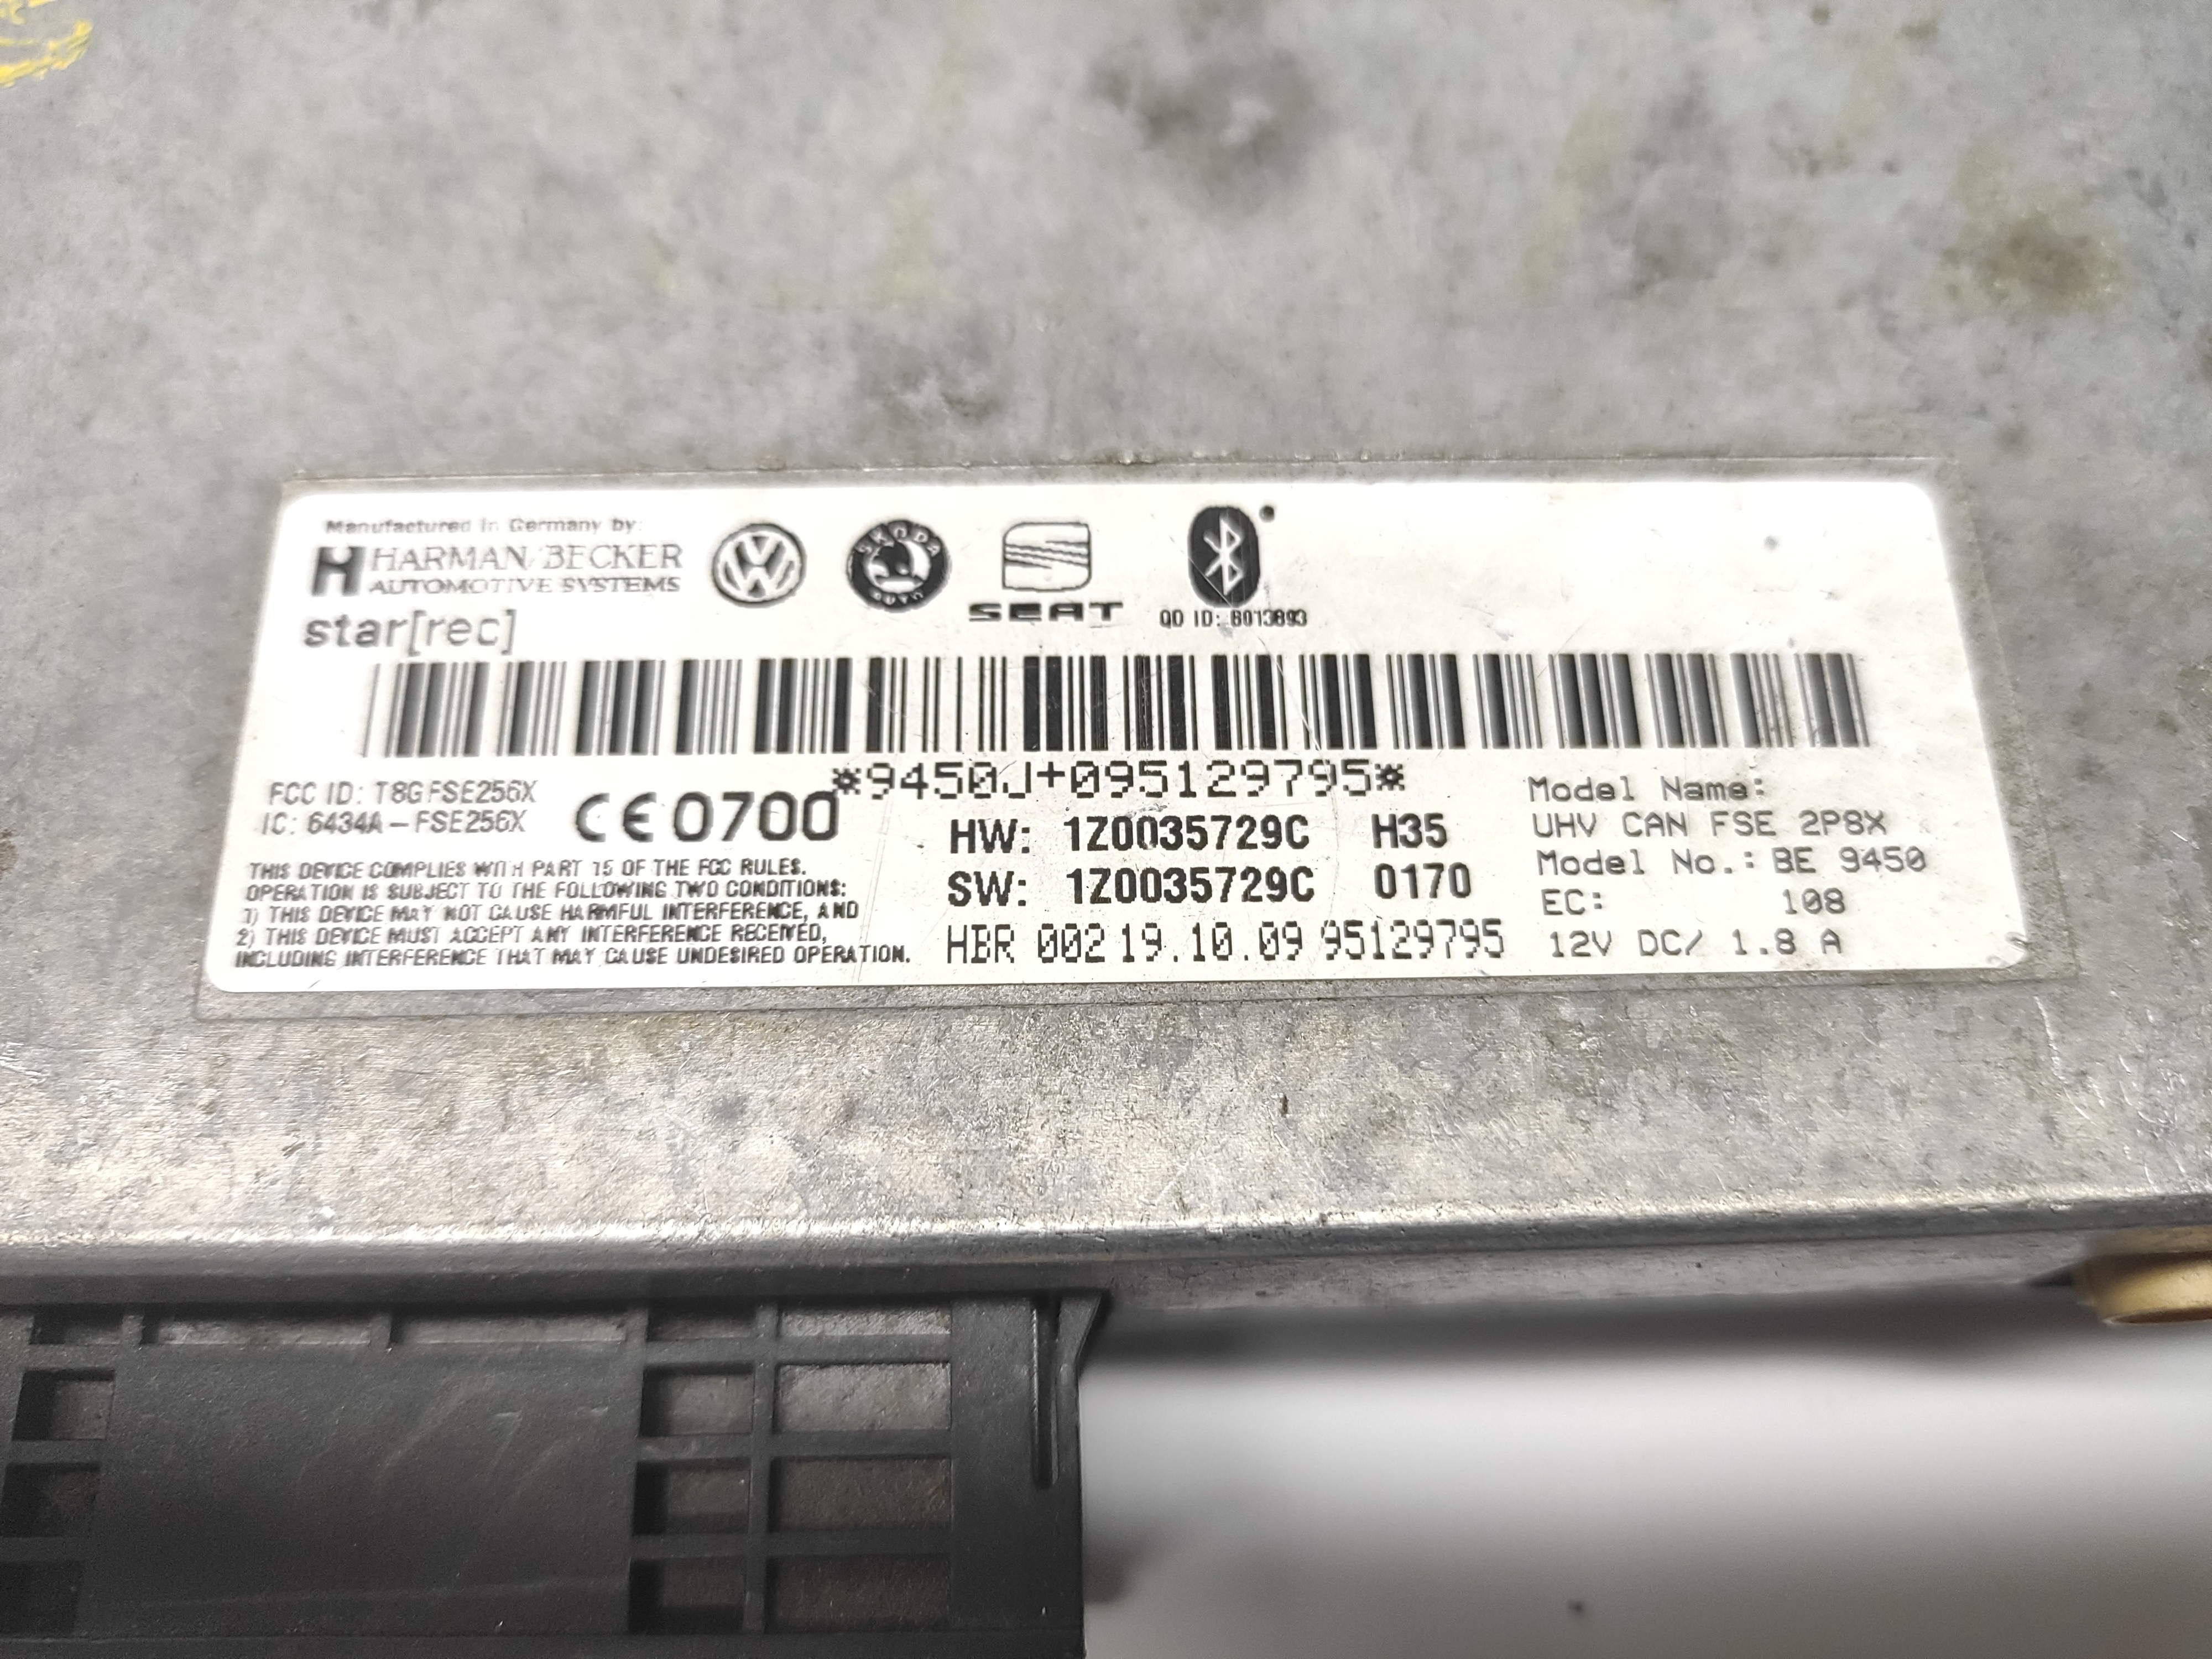 Manufactured in Germany by:
HARMAN/BECKER
AUTOMOTIVE SYSTEMS
star[rec]
ŠKODA
AUTO
SEAT
QD ID: B013893
*9450J+095129795*
FCC ID: T8GFSE256X
IC: 6434A-FSE256X
CE0700
THIS DEVICE COMPLIES WITH PART 15 OF THE FCC RULES.
OPERATION IS SUBJECT TO THE FOLLOWING TWO CONDITIONS:
1) THIS DEVICE MAY NOT CAUSE HARMFUL INTERFERENCE, AND
2) THIS DEVICE MUST ACCEPT ANY INTERFERENCE RECEIVED,
INCLUDING INTERFERENCE THAT MAY CAUSE UNDESIRED OPERATION.
HW: 1Z0035729C H35
SW: 1Z0035729C 0170
HBR 002 19.10.09 95129795
Model Name:
UHV CAN FSE 2P8X
Model No.: BE 9450
EC: 108
12V DC/ 1.8 A